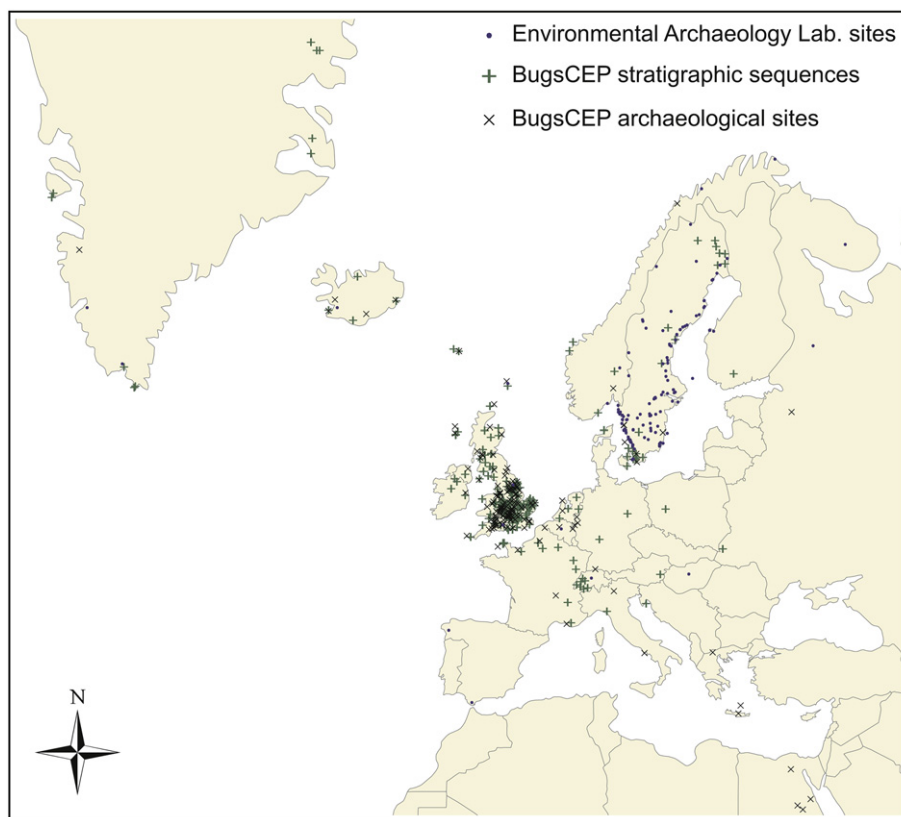 Environmental Archaeology Lab. sites
BugsCEP stratigraphic sequences
BugsCEP archaeological sites
N